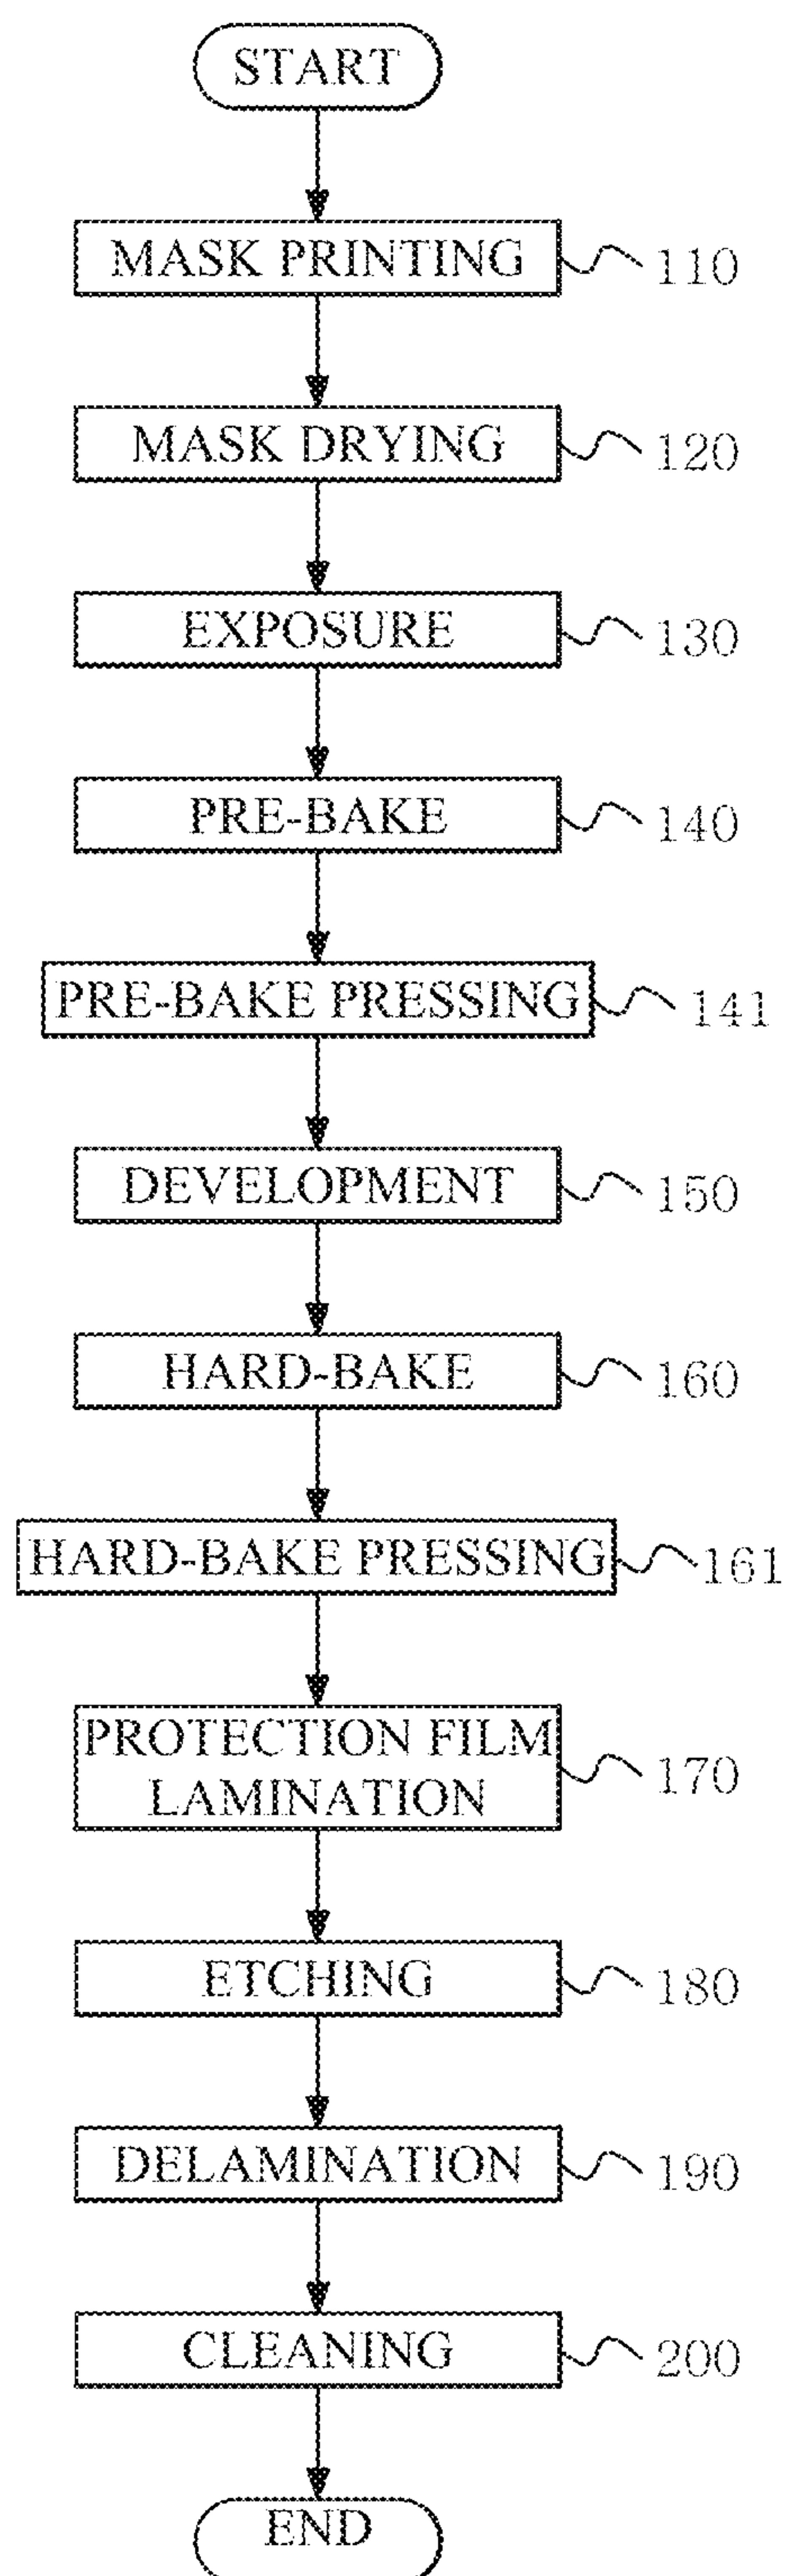 START
MASK PRINTING 110
MASK DRYING 120
EXPOSURE 130
PRE-BAKE 140
PRE-BAKE PRESSING 141
DEVELOPMENT 150
HARD-BAKE 160
HARD-BAKE PRESSING 161
PROTECTION FILM
LAMINATION 170
ETCHING 180
DELAMINATION 190
CLEANING 200
END